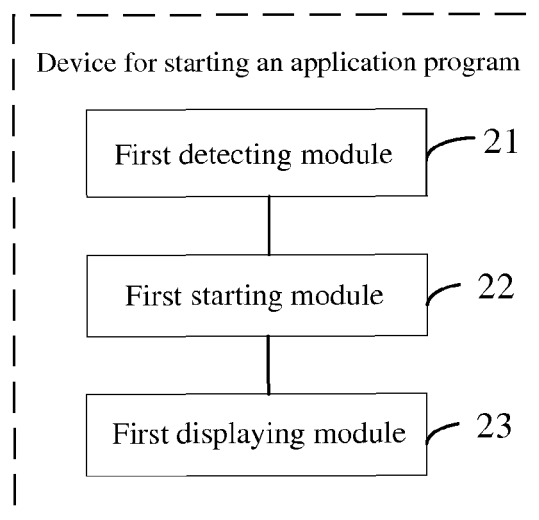 Device for starting an application program
First detecting module
21
First starting module
22
First displaying module
23